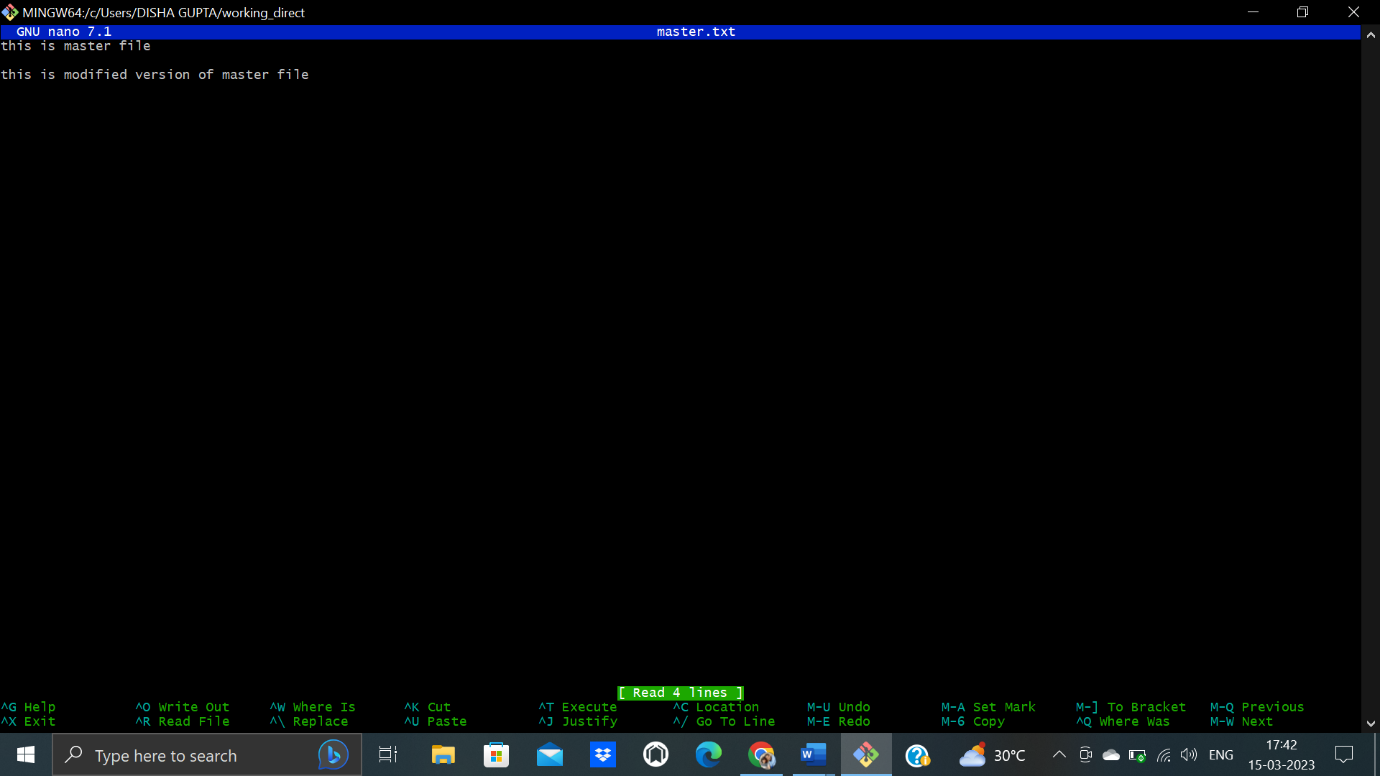 MINGW64:/c/Users/DISHA GUPTA/working_direct
GNU nano 7.1 master.txt
this is master file
this is modified version of master file
[ Read 4 lines ]
^G Help ^O Write Out ^W Where Is ^K Cut ^T Execute ^C Location M-U Undo M-A Set Mark M-] To Bracket M-Q Previous
^X Exit ^R Read File ^\ Replace ^U Paste ^J Justify ^/ Go To Line M-E Redo M-6 Copy ^Q Where Was M-W Next
Type here to search 30°C ENG 17:42
15-03-2023